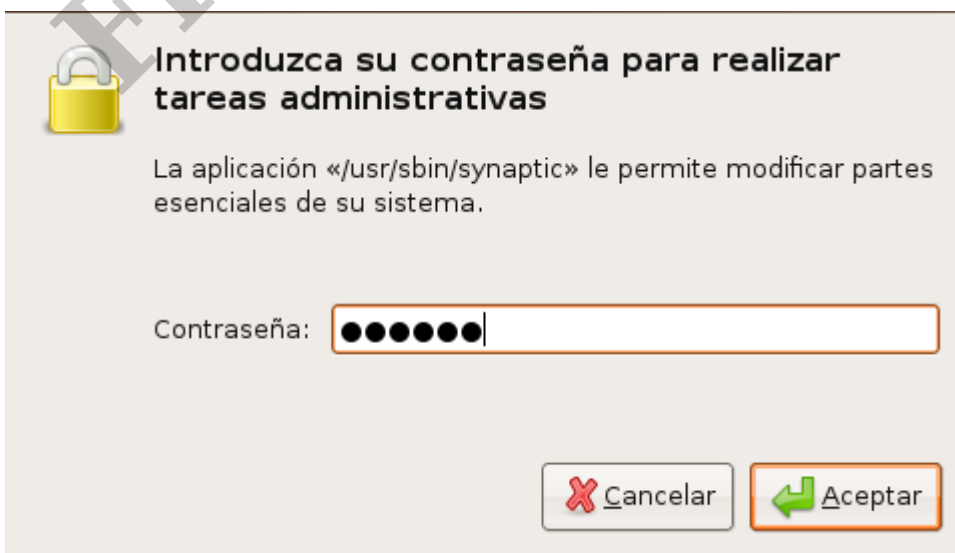 Introduzca su contraseña para realizar
tareas administrativas
La aplicación «/usr/sbin/synaptic» le permite modificar partes
esenciales de su sistema.
Contraseña: ●●●●●●
Cancelar
Aceptar